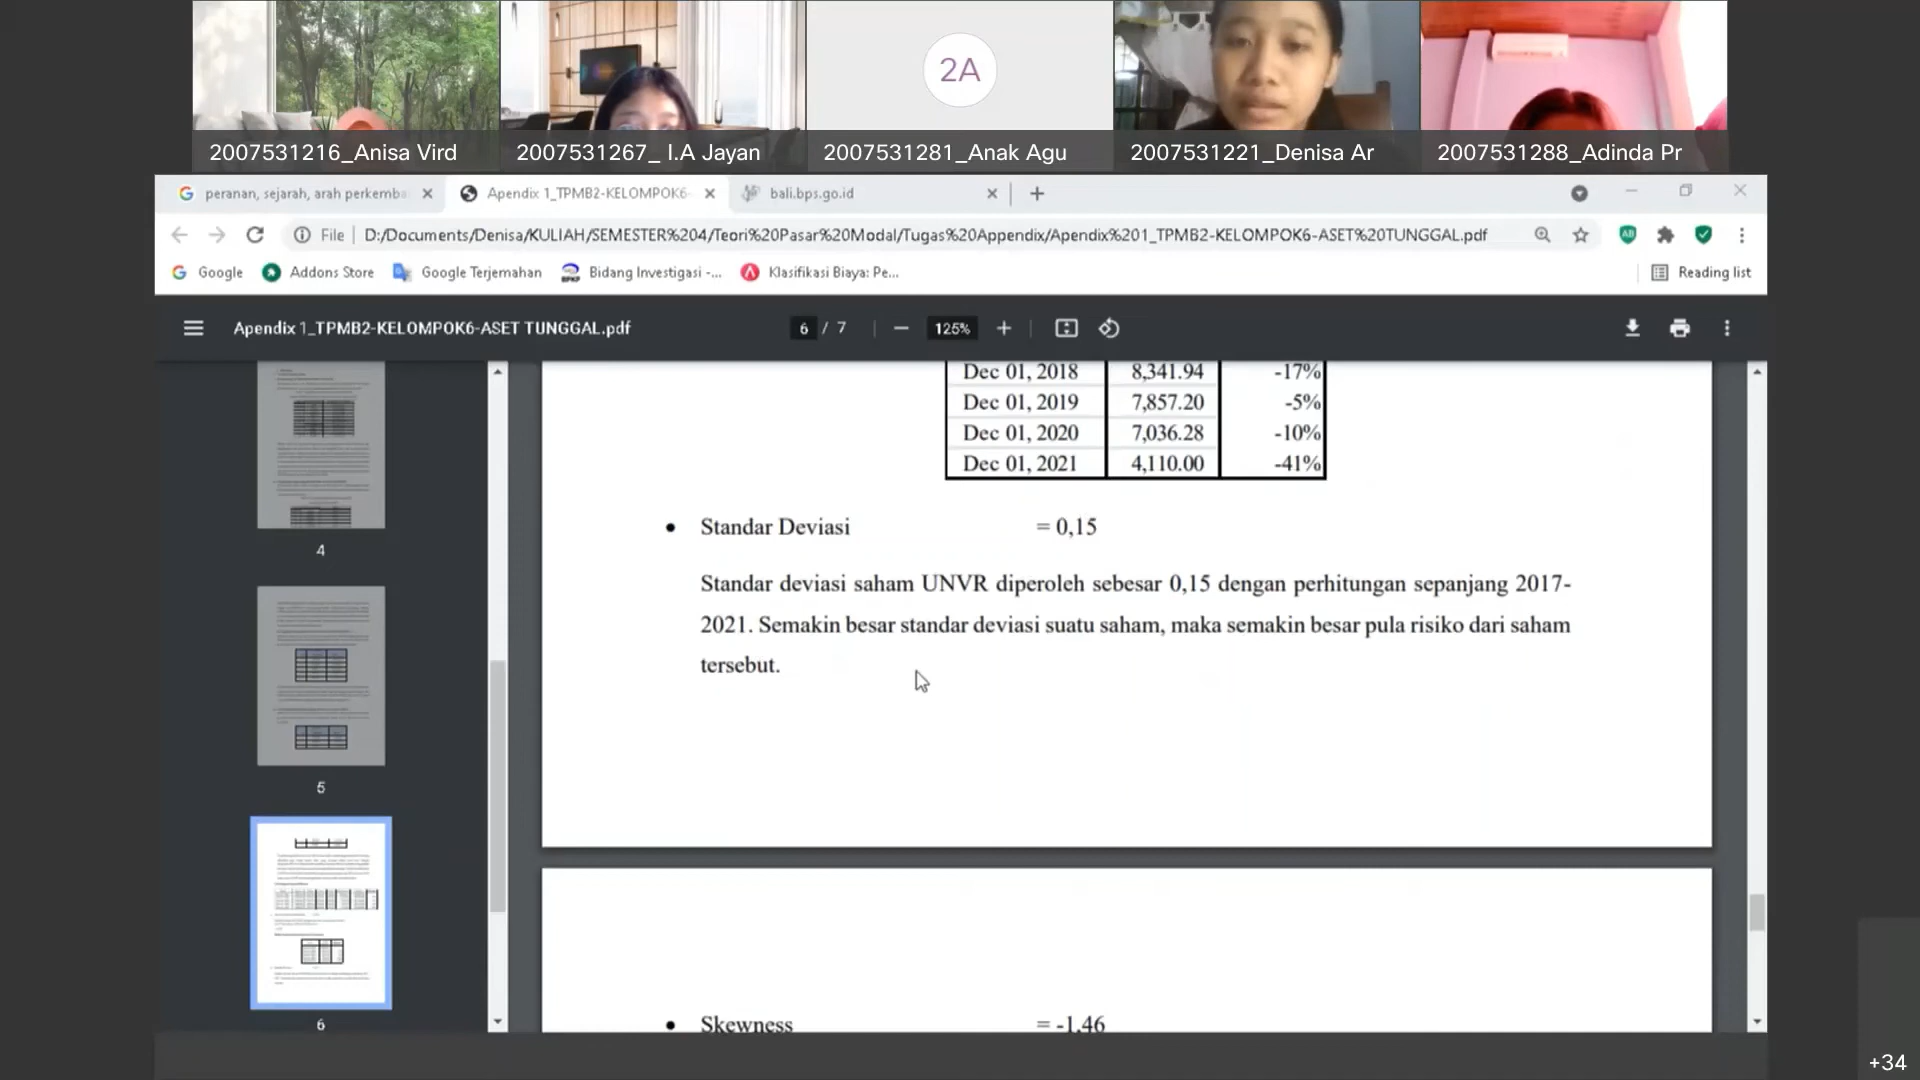 2A
2007531216_Anisa Vird
2007531267_ I.A Jayan
2007531281_Anak Agu
2007531221_Denisa Ar
2007531288_Adinda Pr
peranan, sejarah, arah perkemba
Apendix 1_TPMB2-KELOMPOK6-
bali.bps.go.id
File
D:/Documents/Denisa/KULIAH/SEMESTER%204/Teori%20Pasar%20Modal/Tugas%20Appendix/Apendix%201_TPMB2-KELOMPOK6-ASET%20TUNGGAL.pdf
Google
Addons Store
Google Terjemahan
Bidang Investigasi -...
Klasifikasi Biaya: Pe...
Reading list
Apendix 1_TPMB2-KELOMPOK6-ASET TUNGGAL.pdf
6 / 7
125%
4
5
6
Dec 01, 2018 8,341.94 -17%
Dec 01, 2019 7,857.20 -5%
Dec 01, 2020 7,036.28 -10%
Dec 01, 2021 4,110.00 -41%
• Standar Deviasi = 0,15
Standar deviasi saham UNVR diperoleh sebesar 0,15 dengan perhitungan sepanjang 2017-
2021. Semakin besar standar deviasi suatu saham, maka semakin besar pula risiko dari saham
tersebut.
• Skewness = -1,46
+34